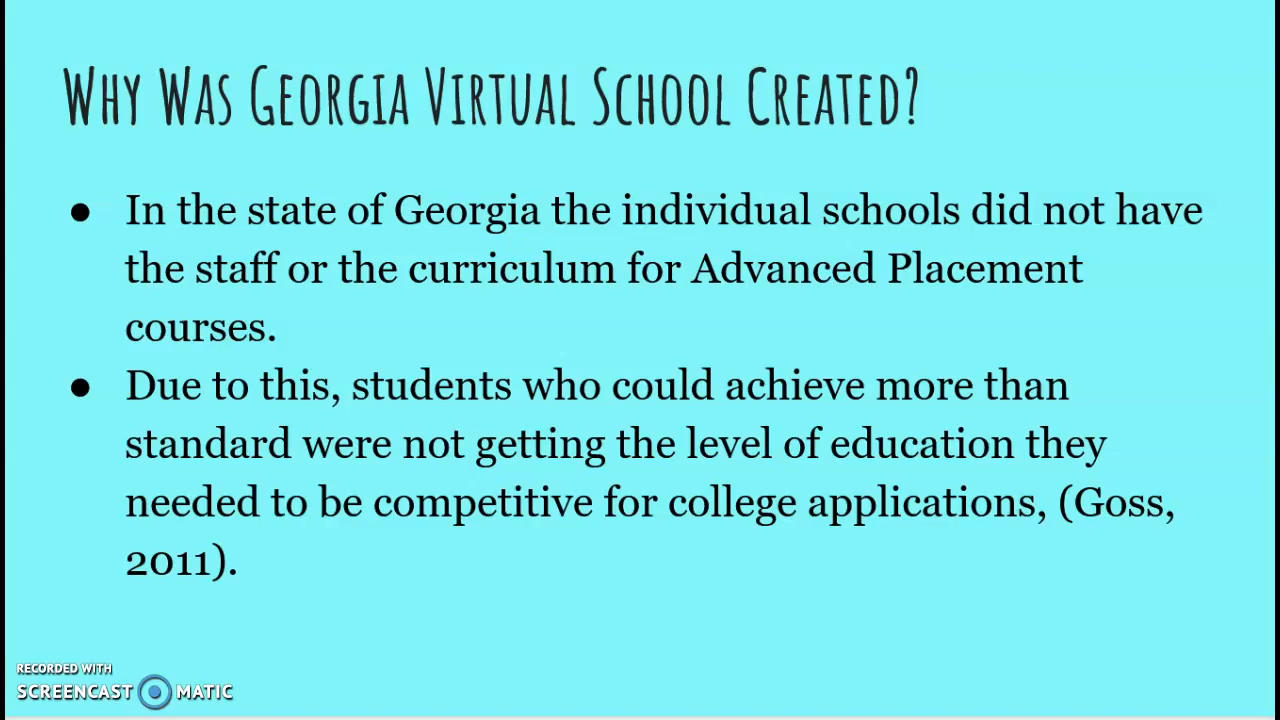 WHY WAS GEORGIA VIRTUAL SCHOOL CREATED?
● In the state of Georgia the individual schools did not have
the staff or the curriculum for Advanced Placement
courses.
● Due to this, students who could achieve more than
standard were not getting the level of education they
needed to be competitive for college applications, (Goss,
2011).
RECORDED WITH
SCREENCAST MATIC